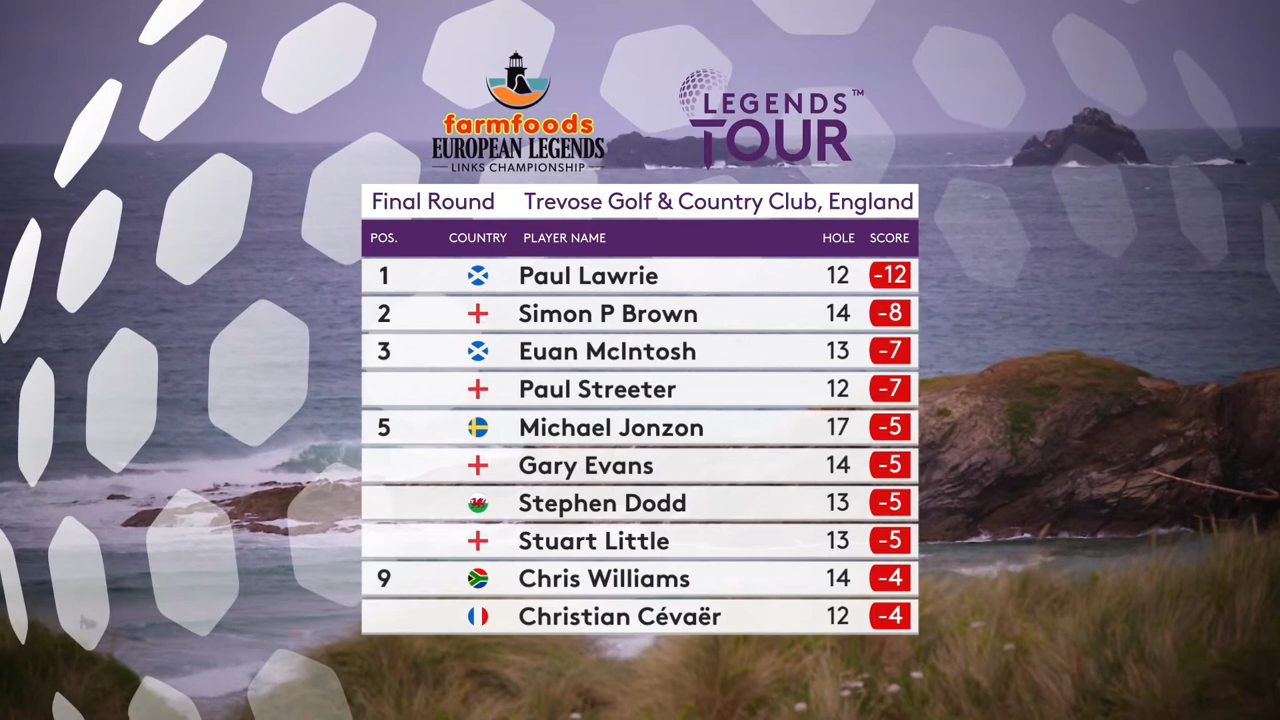 farmfoods
EUROPEAN LEGENDS
LINKS CHAMPIONSHIP
LEGENDS™
TOUR
Final Round Trevose Golf & Country Club, England
POS. COUNTRY PLAYER NAME HOLE SCORE
1 Paul Lawrie 12 -12
2 Simon P Brown 14 -8
3 Euan McIntosh 13 -7
Paul Streeter 12 -7
5 Michael Jonzon 17 -5
Gary Evans 14 -5
Stephen Dodd 13 -5
Stuart Little 13 -5
9 Chris Williams 14 -4
Christian Cévaër 12 -4